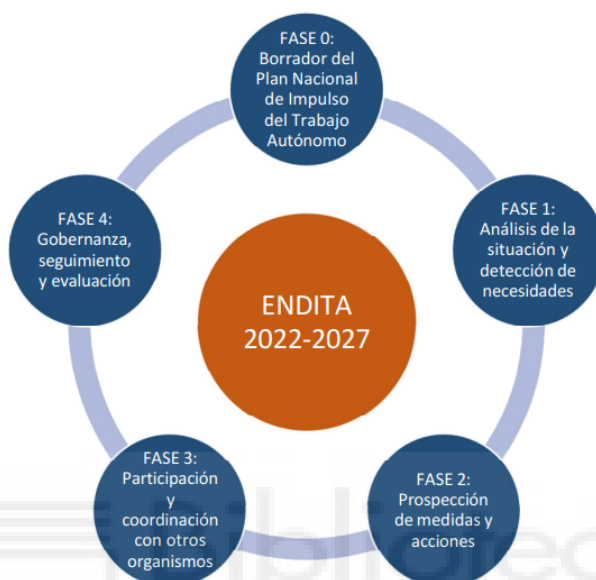 FASE 0:
Borrador del
Plan Nacional
de Impulso
del Trabajo
Autónomo
FASE 1:
Análisis de la
situación y
detección de
necesidades
FASE 2:
Prospección
de medidas y
acciones
FASE 3:
Participación
y
coordinación
con otros
organismos
FASE 4:
Gobernanza,
seguimiento
y evaluación
ENDITA
2022-2027